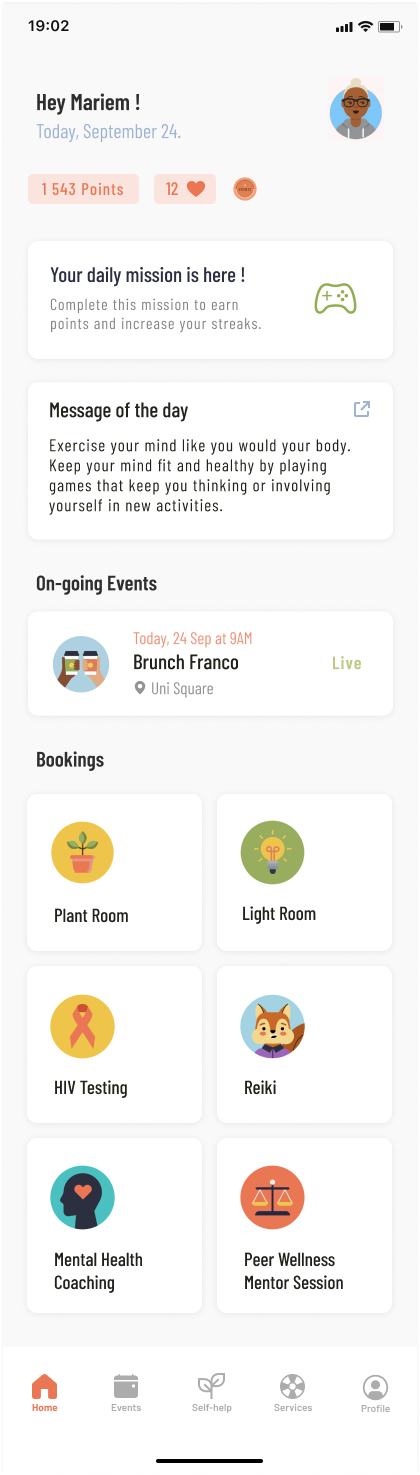 19:02
Hey Mariem !
Today, September 24.
1 543 Points
12
Your daily mission is here !
Complete this mission to earn
points and increase your streaks.
Message of the day
Exercise your mind like you would your body.
Keep your mind fit and healthy by playing
games that keep you thinking or involving
yourself in new activities.
On-going Events
Today, 24 Sep at 9AM
Brunch Franco
Live
Uni Square
Bookings
Plant Room
Light Room
HIV Testing
Reiki
Mental Health
Coaching
Peer Wellness
Mentor Session
Home
Events
Self-help
Services
Profile